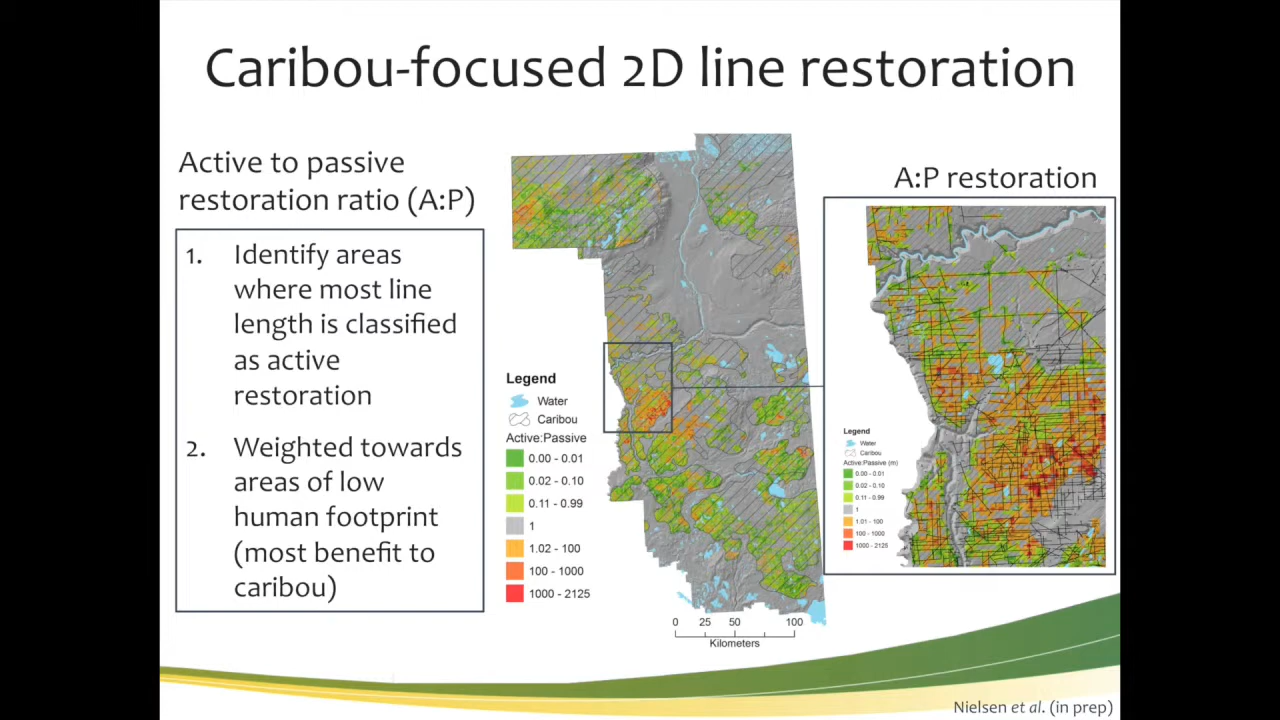 Caribou-focused 2D line restoration
Active to passive
restoration ratio (A:P)
1. Identify areas
where most line
length is classified
as active
restoration
2. Weighted towards
areas of low
human footprint
(most benefit to
caribou)
Legend
Water
Caribou
Active:Passive
0.00 - 0.01
0.02 - 0.10
0.11 - 0.99
1
1.02 - 100
100 - 1000
1000 - 2125
0 25 50 100
Kilometers
A:P restoration
Legend
Water
Caribou
Active:Passive (m)
0.00 - 0.01
0.02 - 0.10
0.11 - 0.99
1
1.01 - 100
100 - 1000
1000 - 2125
Nielsen et al. (in prep)